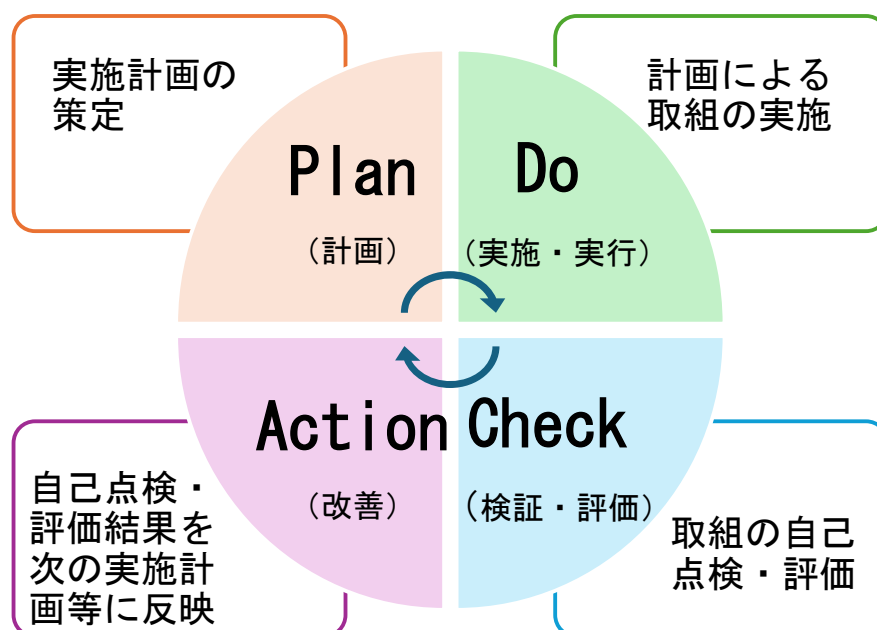 実施計画の
策定
Plan
（計画）
計画による
取組の実施
Do
（実施・実行）
Action
（改善）
自己点検・
評価結果を
次の実施計
画等に反映
Check
（検証・評価）
取組の自己
点検・評価